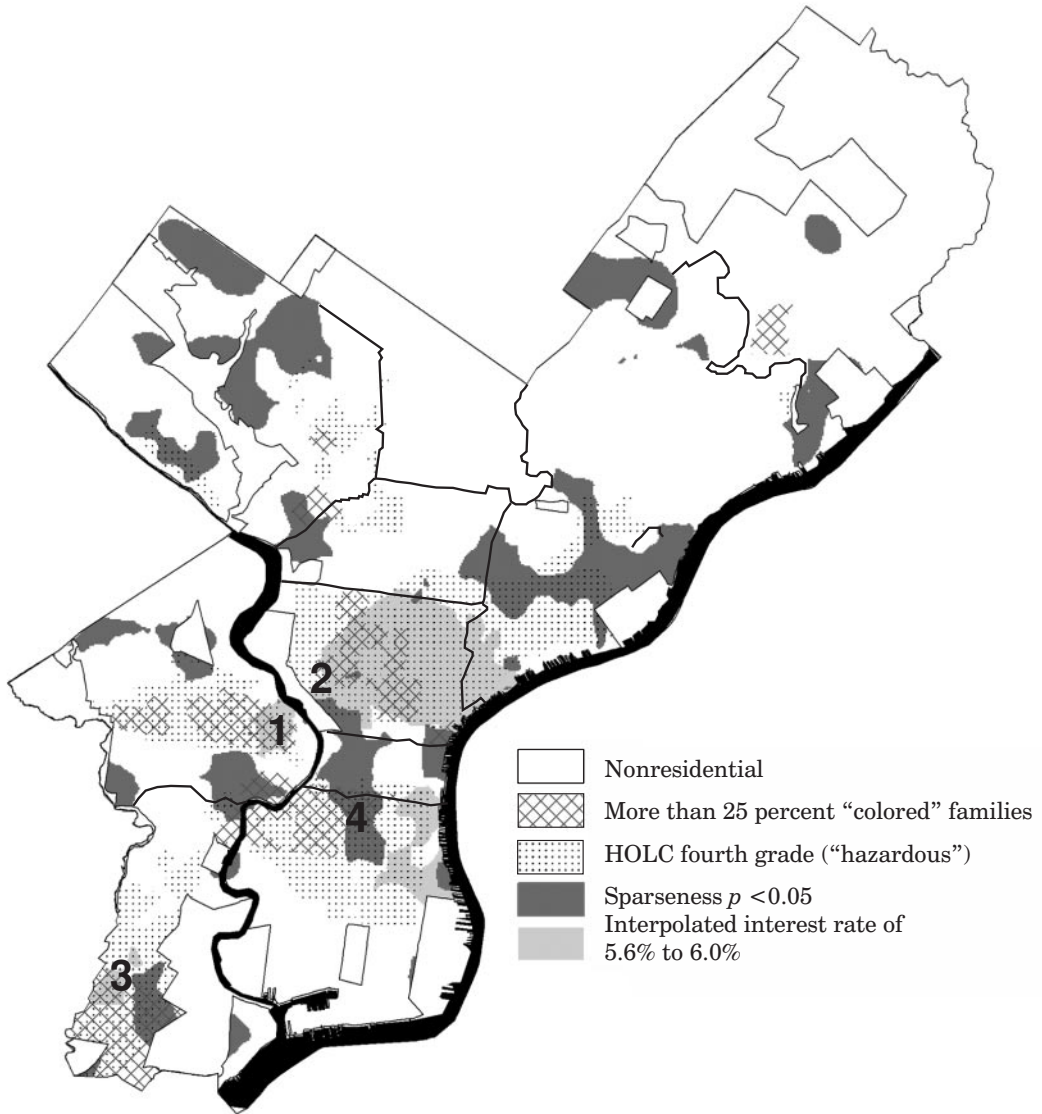 2
1
4
3
Nonresidential
More than 25 percent “colored” families
HOLC fourth grade (“hazardous”)
Sparseness p <0.05
Interpolated interest rate of
5.6% to 6.0%